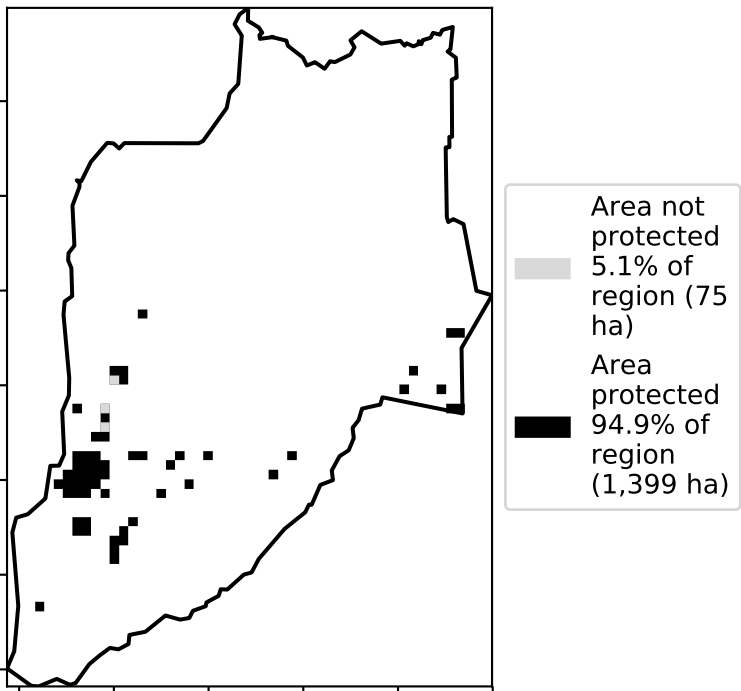 Area not
protected
5.1% of
region (75
ha)
Area
protected
94.9% of
region
(1,399 ha)